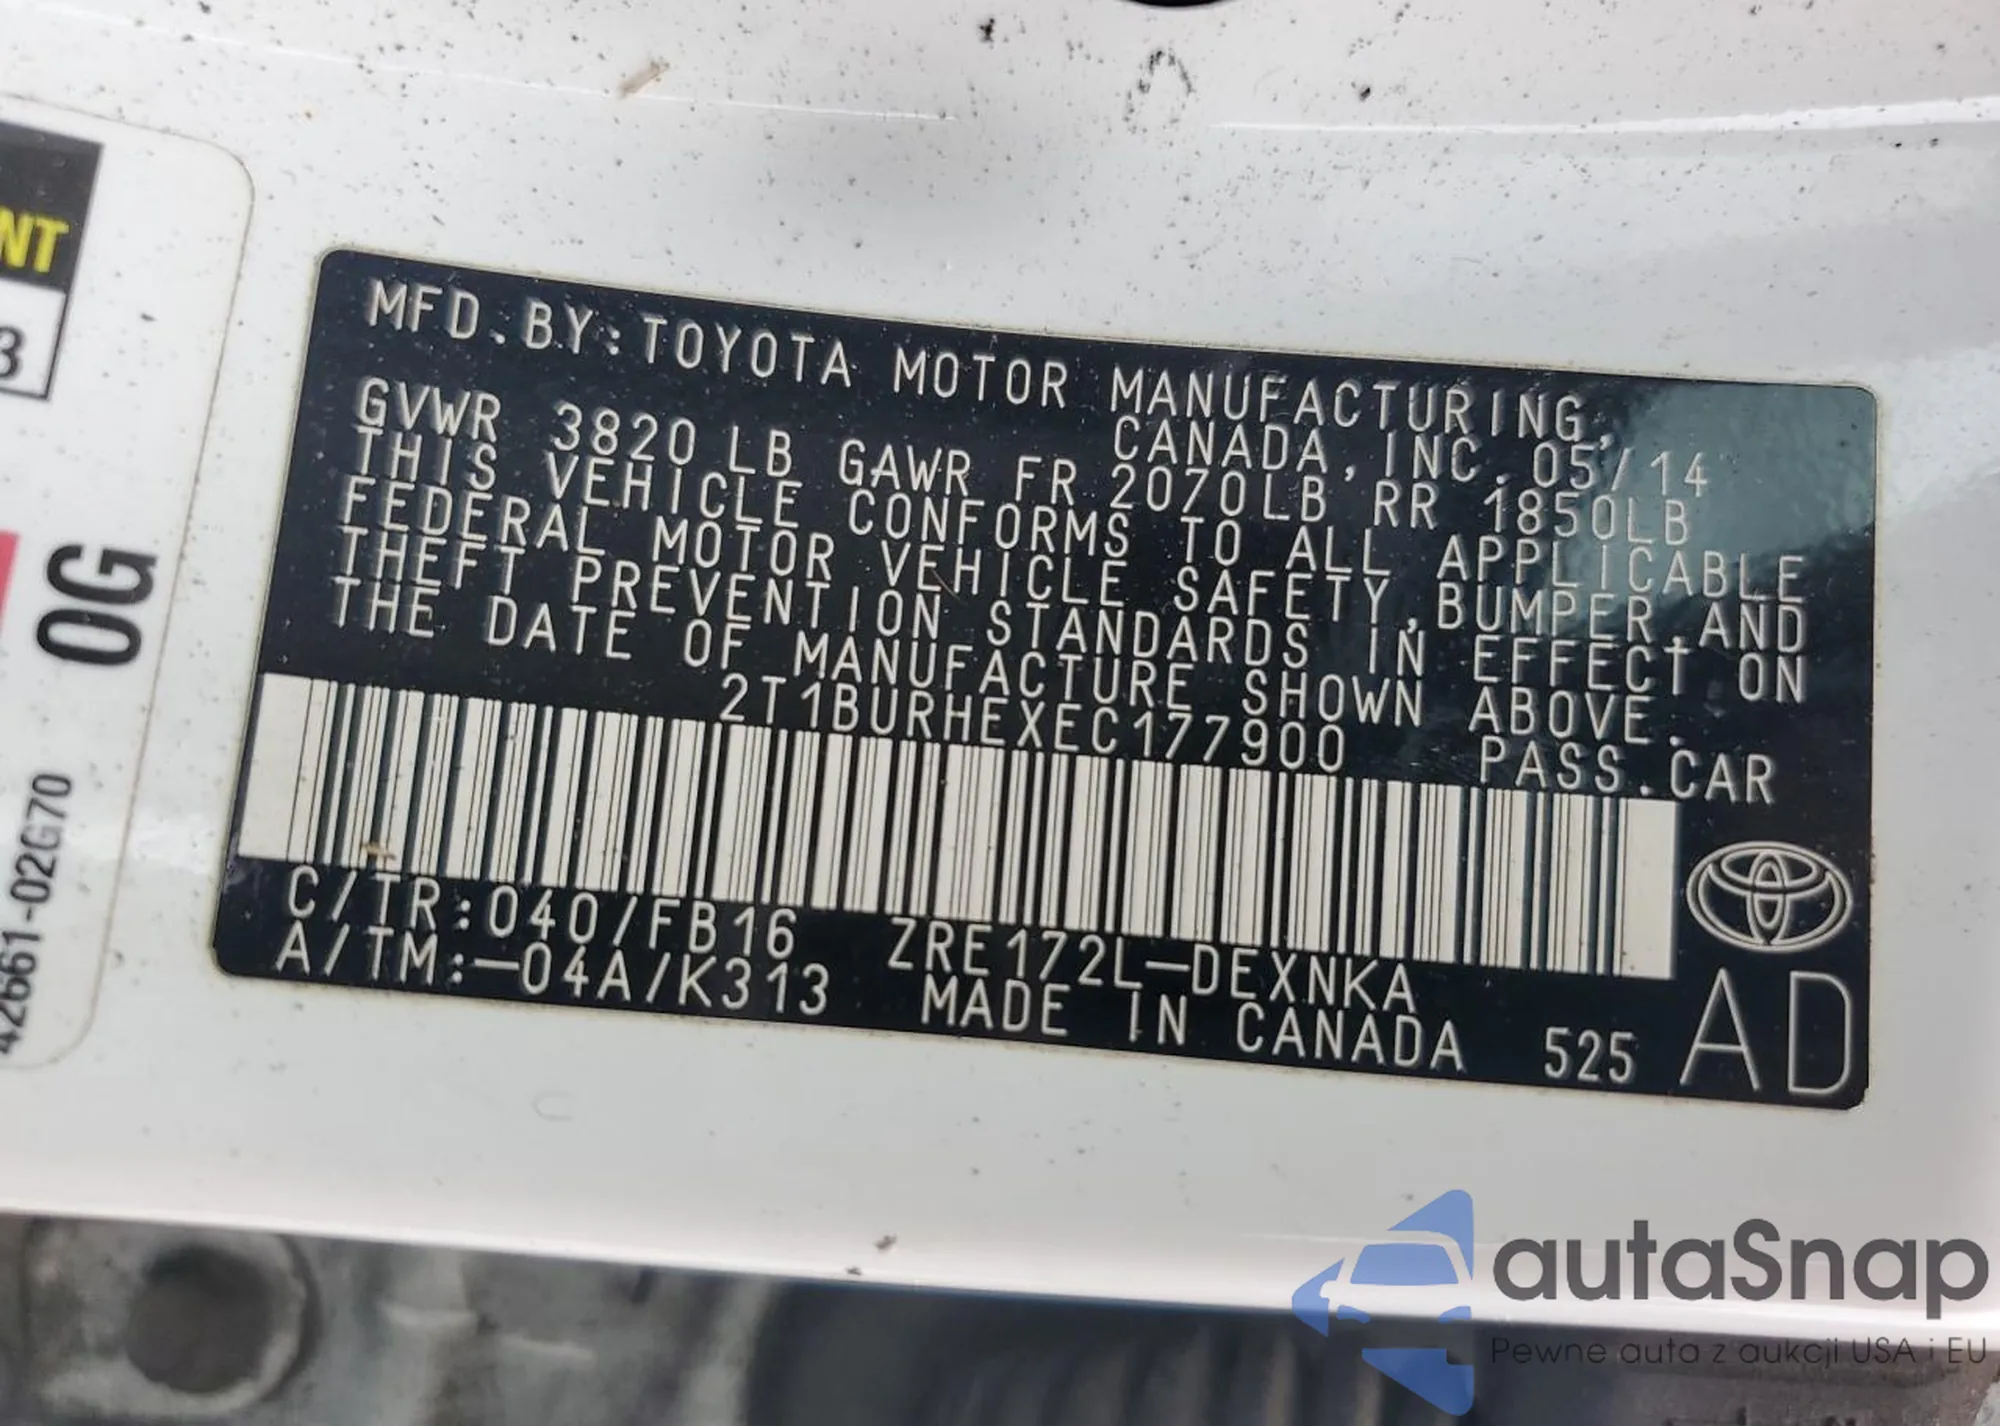 NT
3
0G
42661-02G70
MFD.BY:TOYOTA MOTOR MANUFACTURING,
CANADA,INC.05/14
GVWR 3820 LB GAWR FR 2070LB RR 1850LB
THIS VEHICLE CONFORMS TO ALL APPLICABLE
FEDERAL MOTOR VEHICLE SAFETY,BUMPER,AND
THEFT PREVENTION STANDARDS IN EFFECT ON
THE DATE OF MANUFACTURE SHOWN ABOVE.
2T1BURHEXEC177900 PASS.CAR
C/TR:040/FB16 ZRE172L-DEXNKA
A/TM:-04A/K313 MADE IN CANADA 525 AD
autaSnap
Pewne auta z aukcji USA i EU